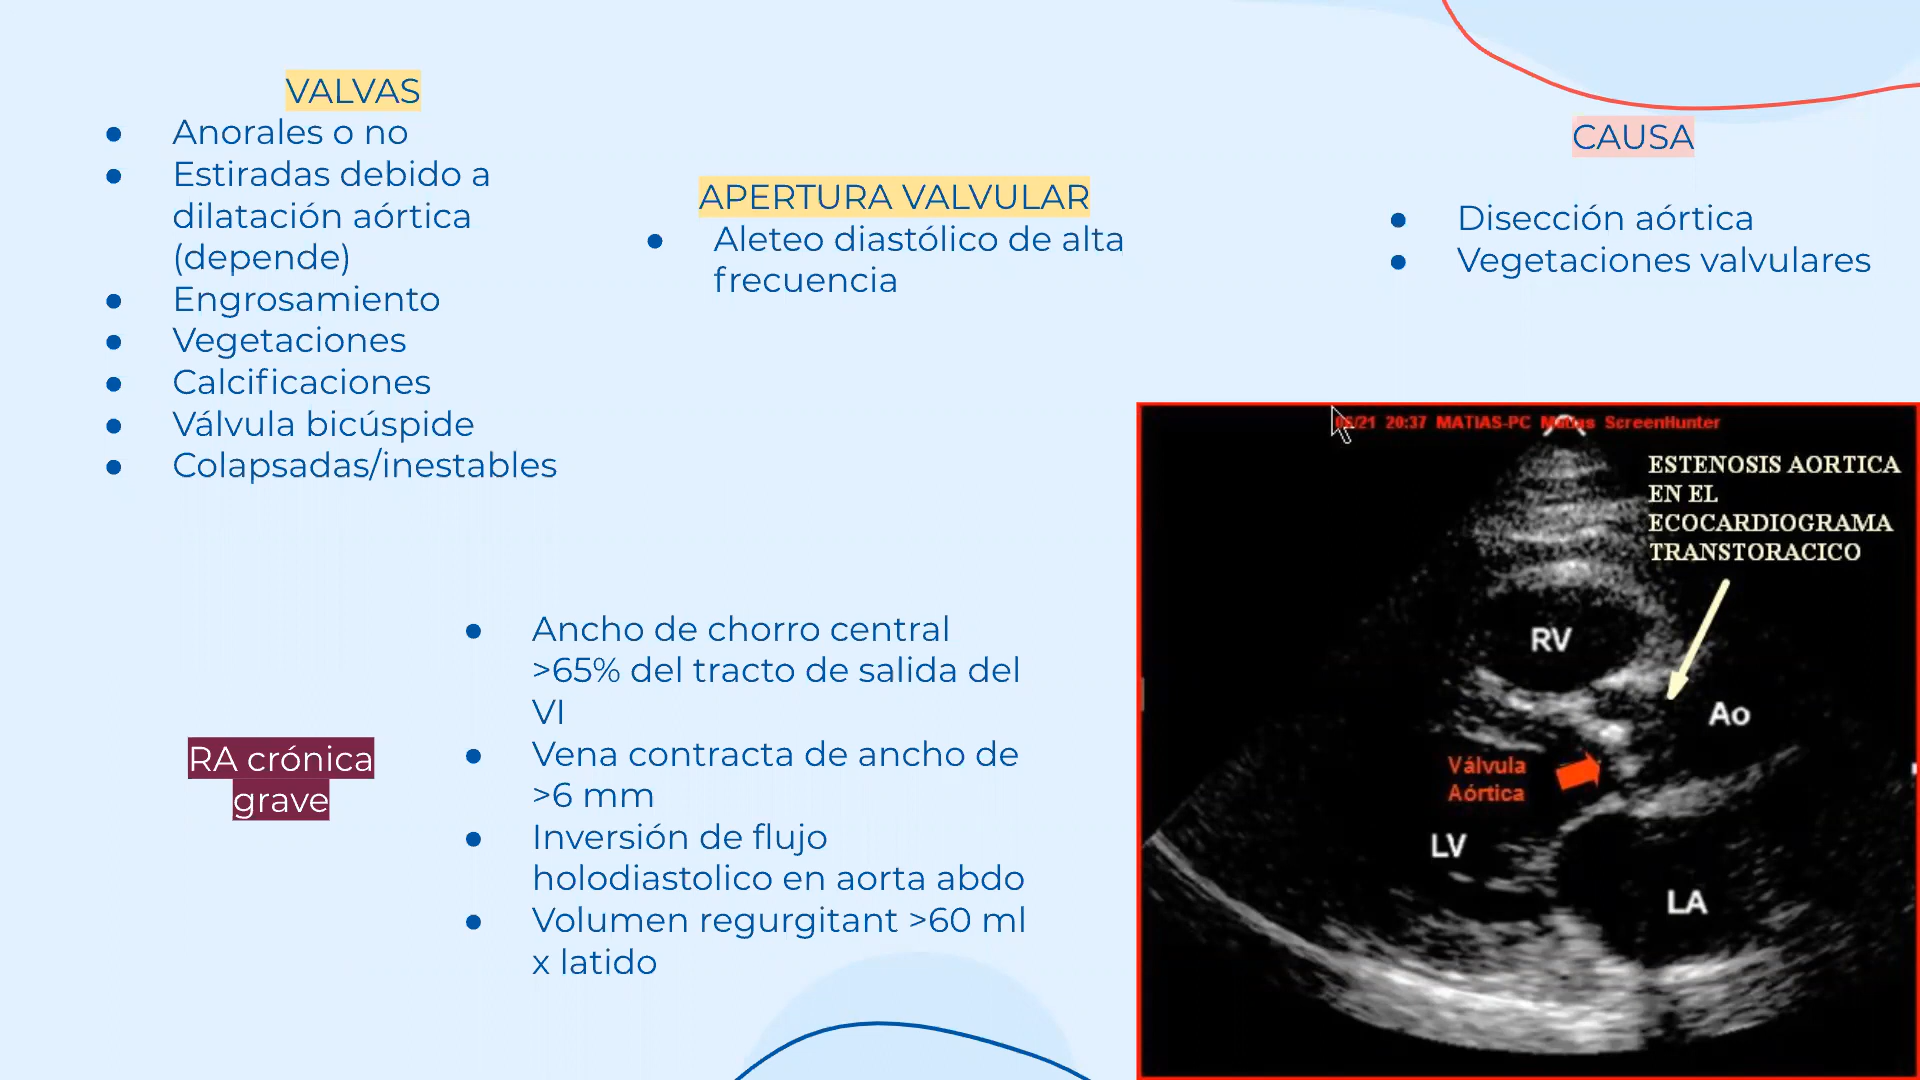 VALVAS
● Anorales o no
● Estiradas debido a
dilatación aórtica
(depende)
● Engrosamiento
● Vegetaciones
● Calcificaciones
● Válvula bicúspide
● Colapsadas/inestables
APERTURA VALVULAR
● Aleteo diastólico de alta
frecuencia
CAUSA
● Disección aórtica
● Vegetaciones valvulares
RA crónica
grave
● Ancho de chorro central
>65% del tracto de salida del
VI
● Vena contracta de ancho de
>6 mm
● Inversión de flujo
holodiastolico en aorta abdo
● Volumen regurgitant >60 ml
x latido
/21 20:37 MATIAS-PC Matias ScreenHunter
ESTENOSIS AORTICA
EN EL
ECOCARDIOGRAMA
TRANSTORACICO
RV
Ao
Válvula
Aórtica
LV
LA